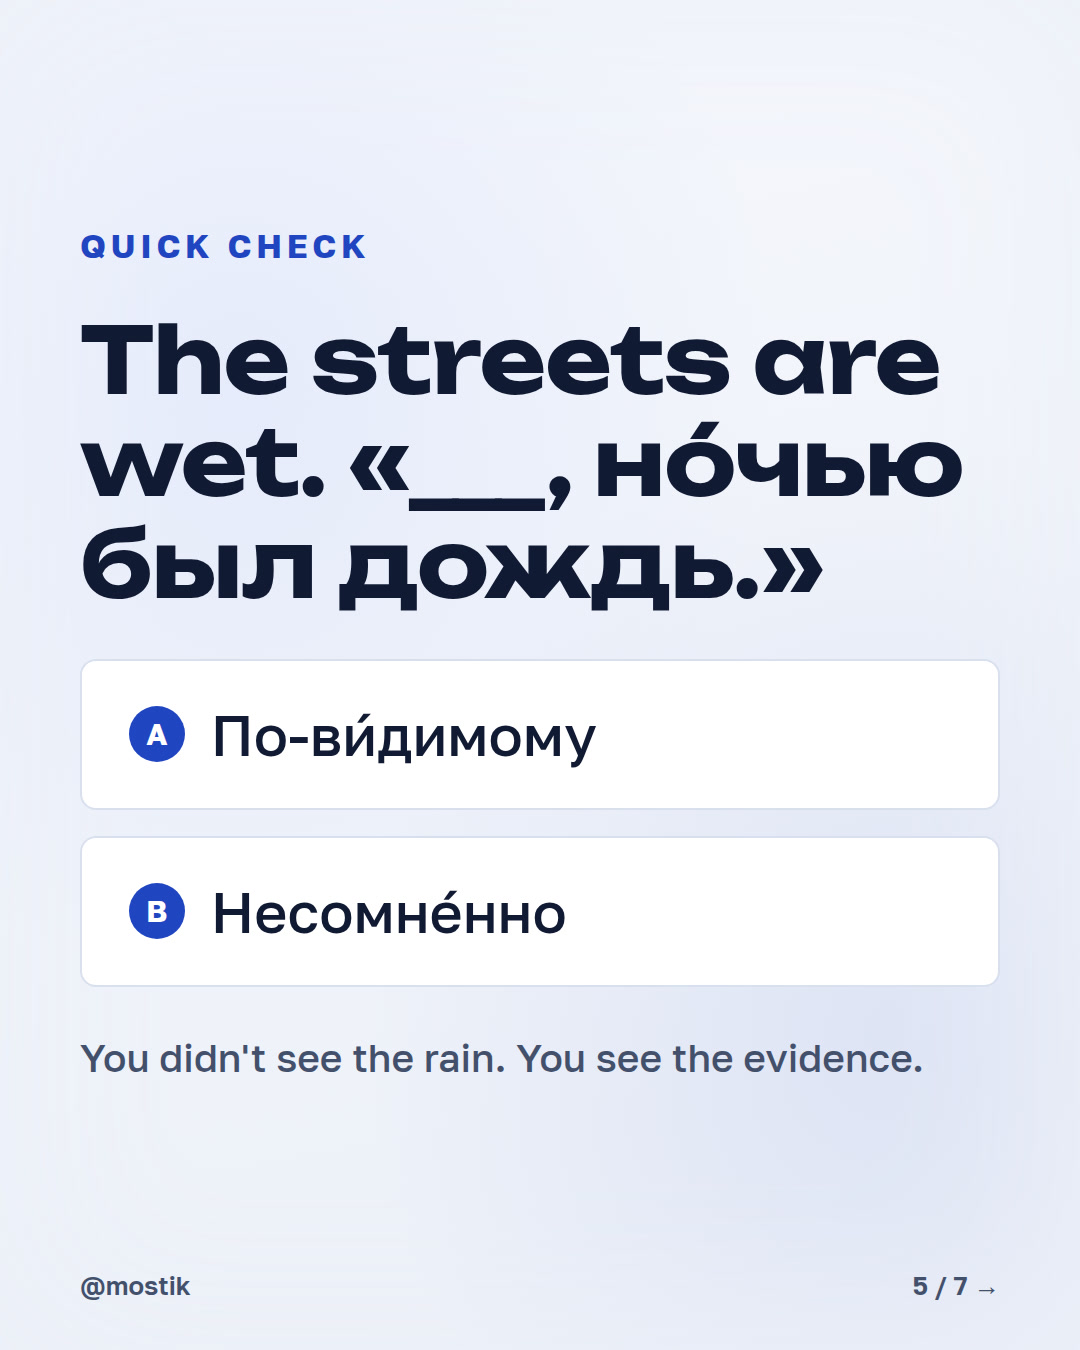 QUICK CHECK
The streets are
wet. «___, но́чью
был дождь.»
A По-ви́димому
B Несомне́нно
You didn't see the rain. You see the evidence.
@mostik
5 / 7 →